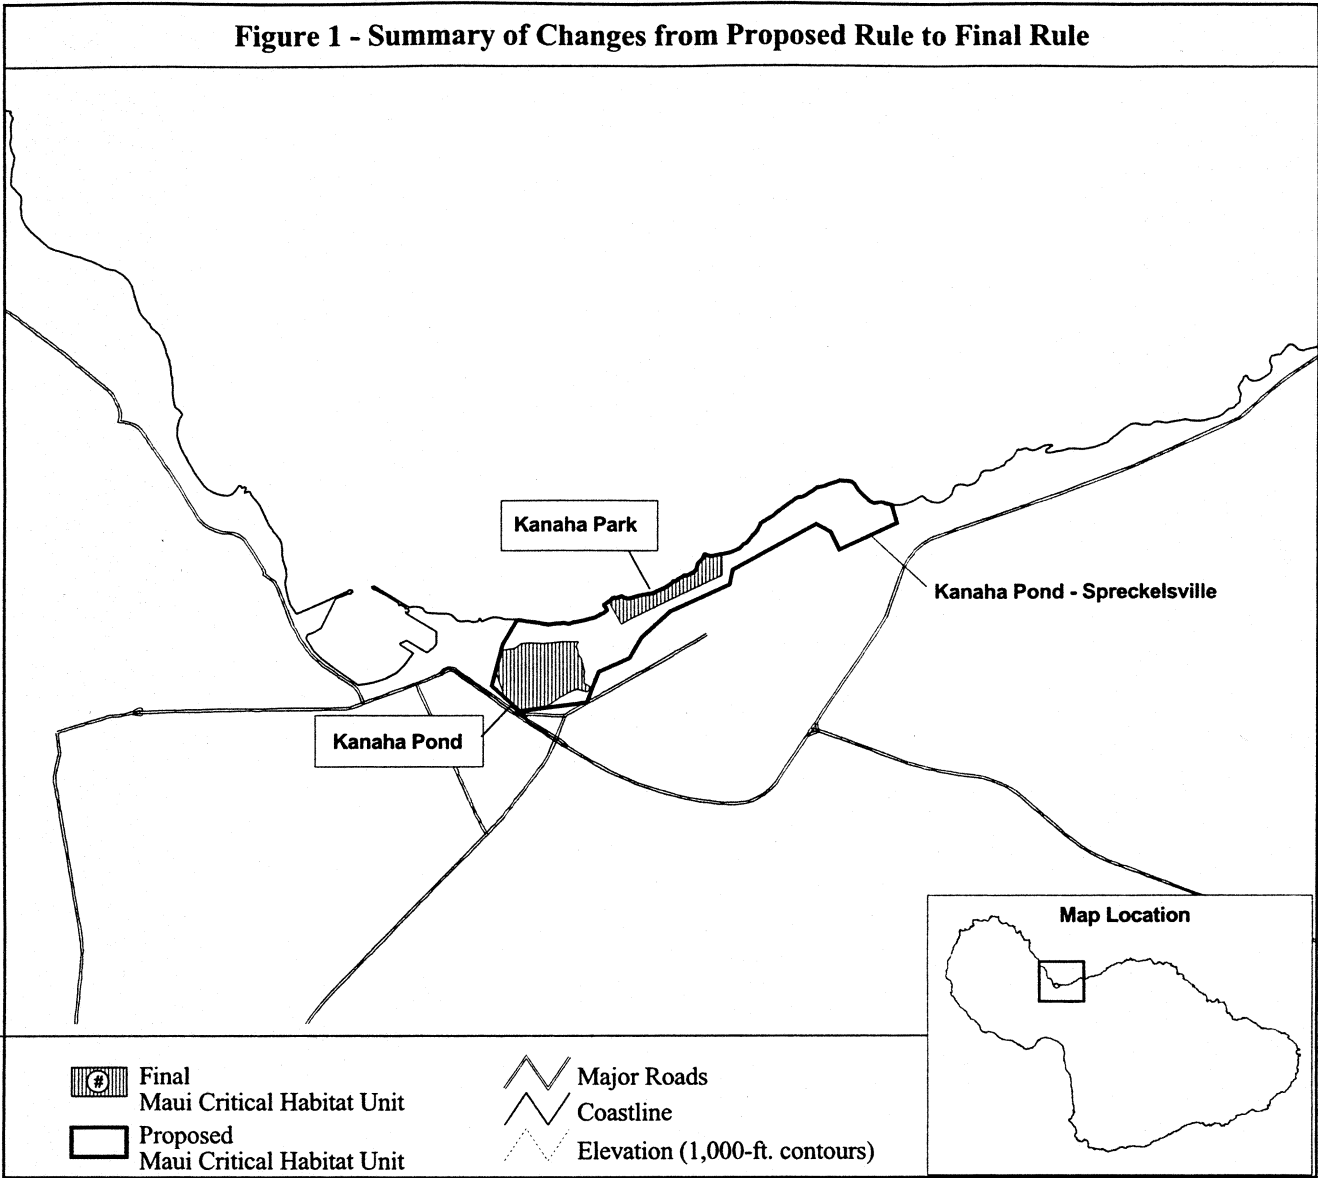 Figure 1 - Summary of Changes from Proposed Rule to Final Rule
Kanaha Park
Kanaha Pond - Spreckelsville
Kanaha Pond
Map Location
#
Final
Maui Critical Habitat Unit
Proposed
Maui Critical Habitat Unit
Major Roads
Coastline
Elevation (1,000-ft. contours)